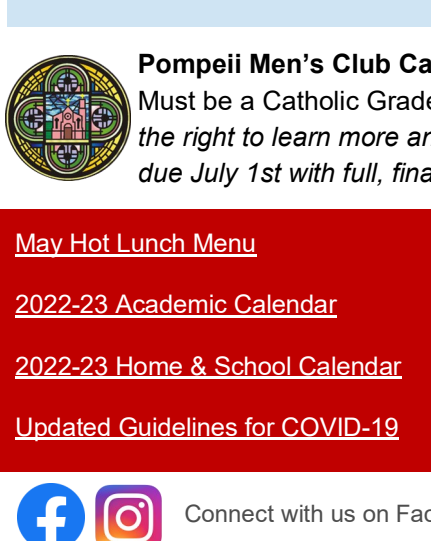 Pompeii Men's Club Ca
Must be a Catholic Grade
the right to learn more an
due July 1st with full, fina
May Hot Lunch Menu
2022-23 Academic Calendar
2022-23 Home & School Calendar
Updated Guidelines for COVID-19
Connect with us on Fac